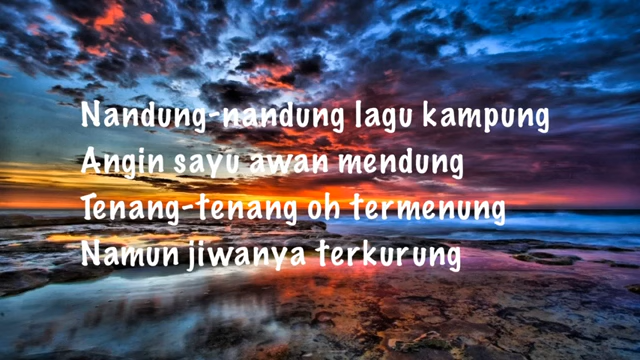 Nandung-nandung lagu kampung
Angin sayu awan mendung
Tenang-tenang oh termenung
Namun jiwanya terkurung